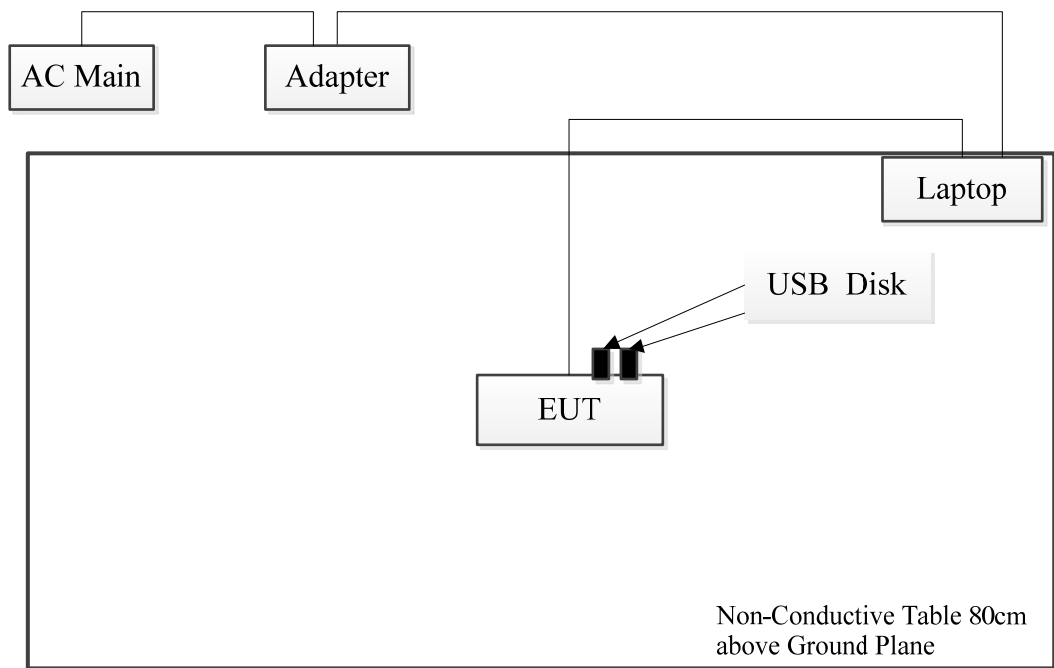 AC Main
Adapter
Laptop
USB Disk
EUT
Non-Conductive Table 80cm
above Ground Plane